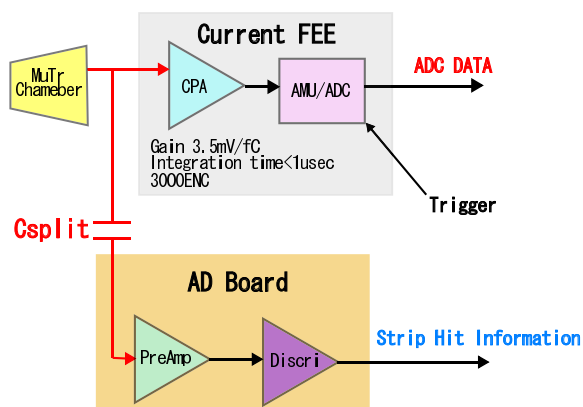 Current FEE
MuTr
Chameber
CPA
AMU/ADC
ADC DATA
Gain 3.5mV/fC
Integration time<1usec
3000ENC
Trigger
Csplit
AD Board
PreAmp
Discri
Strip Hit Information